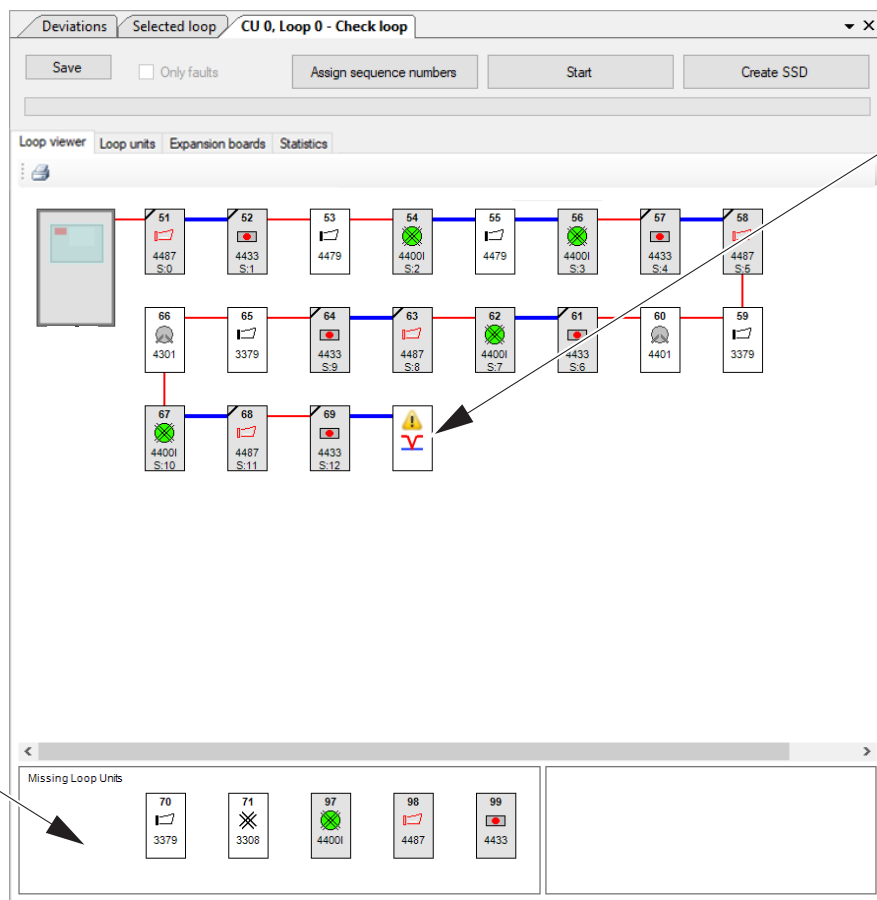 Deviations Selected loop CU 0, Loop 0 - Check loop
Save Only faults Assign sequence numbers Start Create SSD
Loop viewer Loop units Expansion boards Statistics
51 52 53 54 55 56 57 58
4487 4433 4479 4400I 4479 4400I 4433 4487
S:0 S:1 S:2 S:3 S:4 S:5
66 65 64 63 62 61 60 59
4301 3379 4433 4487 4400I 4433 4401 3379
S:9 S:8 S:7 S:6
67 68 69
4400I 4487 4433
S:10 S:11 S:12
Missing Loop Units
70 71 97 98 99
3379 3308 4400I 4487 4433